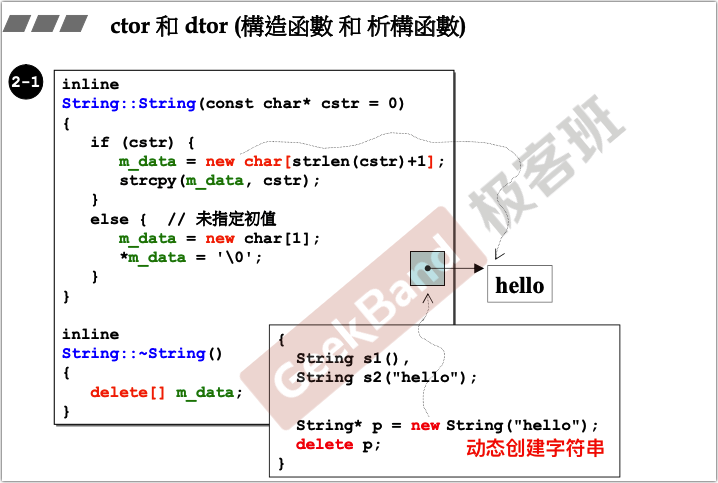 ctor 和 dtor (構造函數 和 析構函數)
2-1
inline
String::String(const char* cstr = 0)
{
if (cstr) {
m_data = new char[strlen(cstr)+1];
strcpy(m_data, cstr);
}
else { // 未指定初值
m_data = new char[1];
*m_data = '\0';
}
}
inline
String::~String()
{
delete[] m_data;
}
hello
{
String s1(),
String s2("hello");
String* p = new String("hello");
delete p;
动态创建字符串
}
GeekBand 极客班